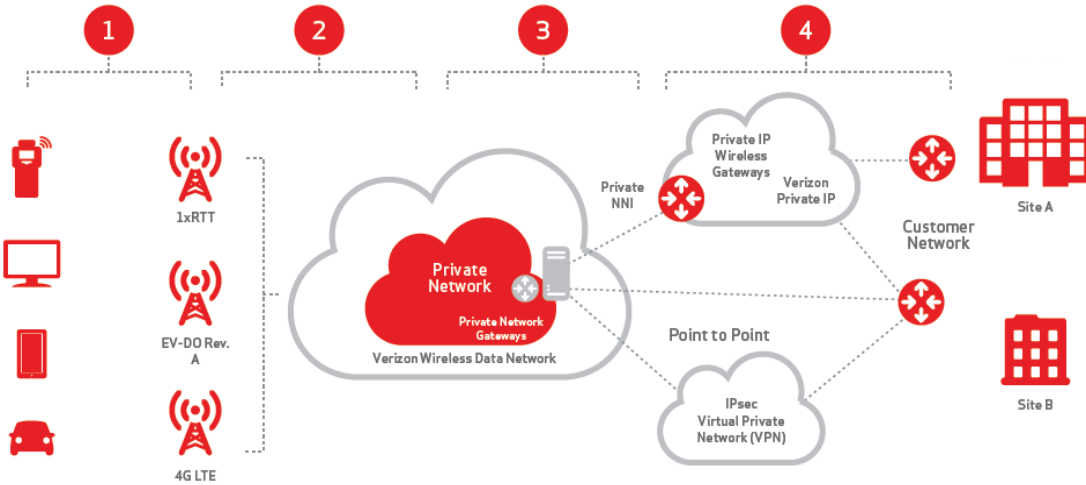 1
2
3
4
1xRTT
EV-DO Rev.
A
4G LTE
Private
Network
Private Network
Gateways
Verizon Wireless Data Network
Private
NNI
Private IP
Wireless
Gateways
Verizon
Private IP
Point to Point
IPsec
Virtual Private
Network (VPN)
Customer
Network
Site A
Site B